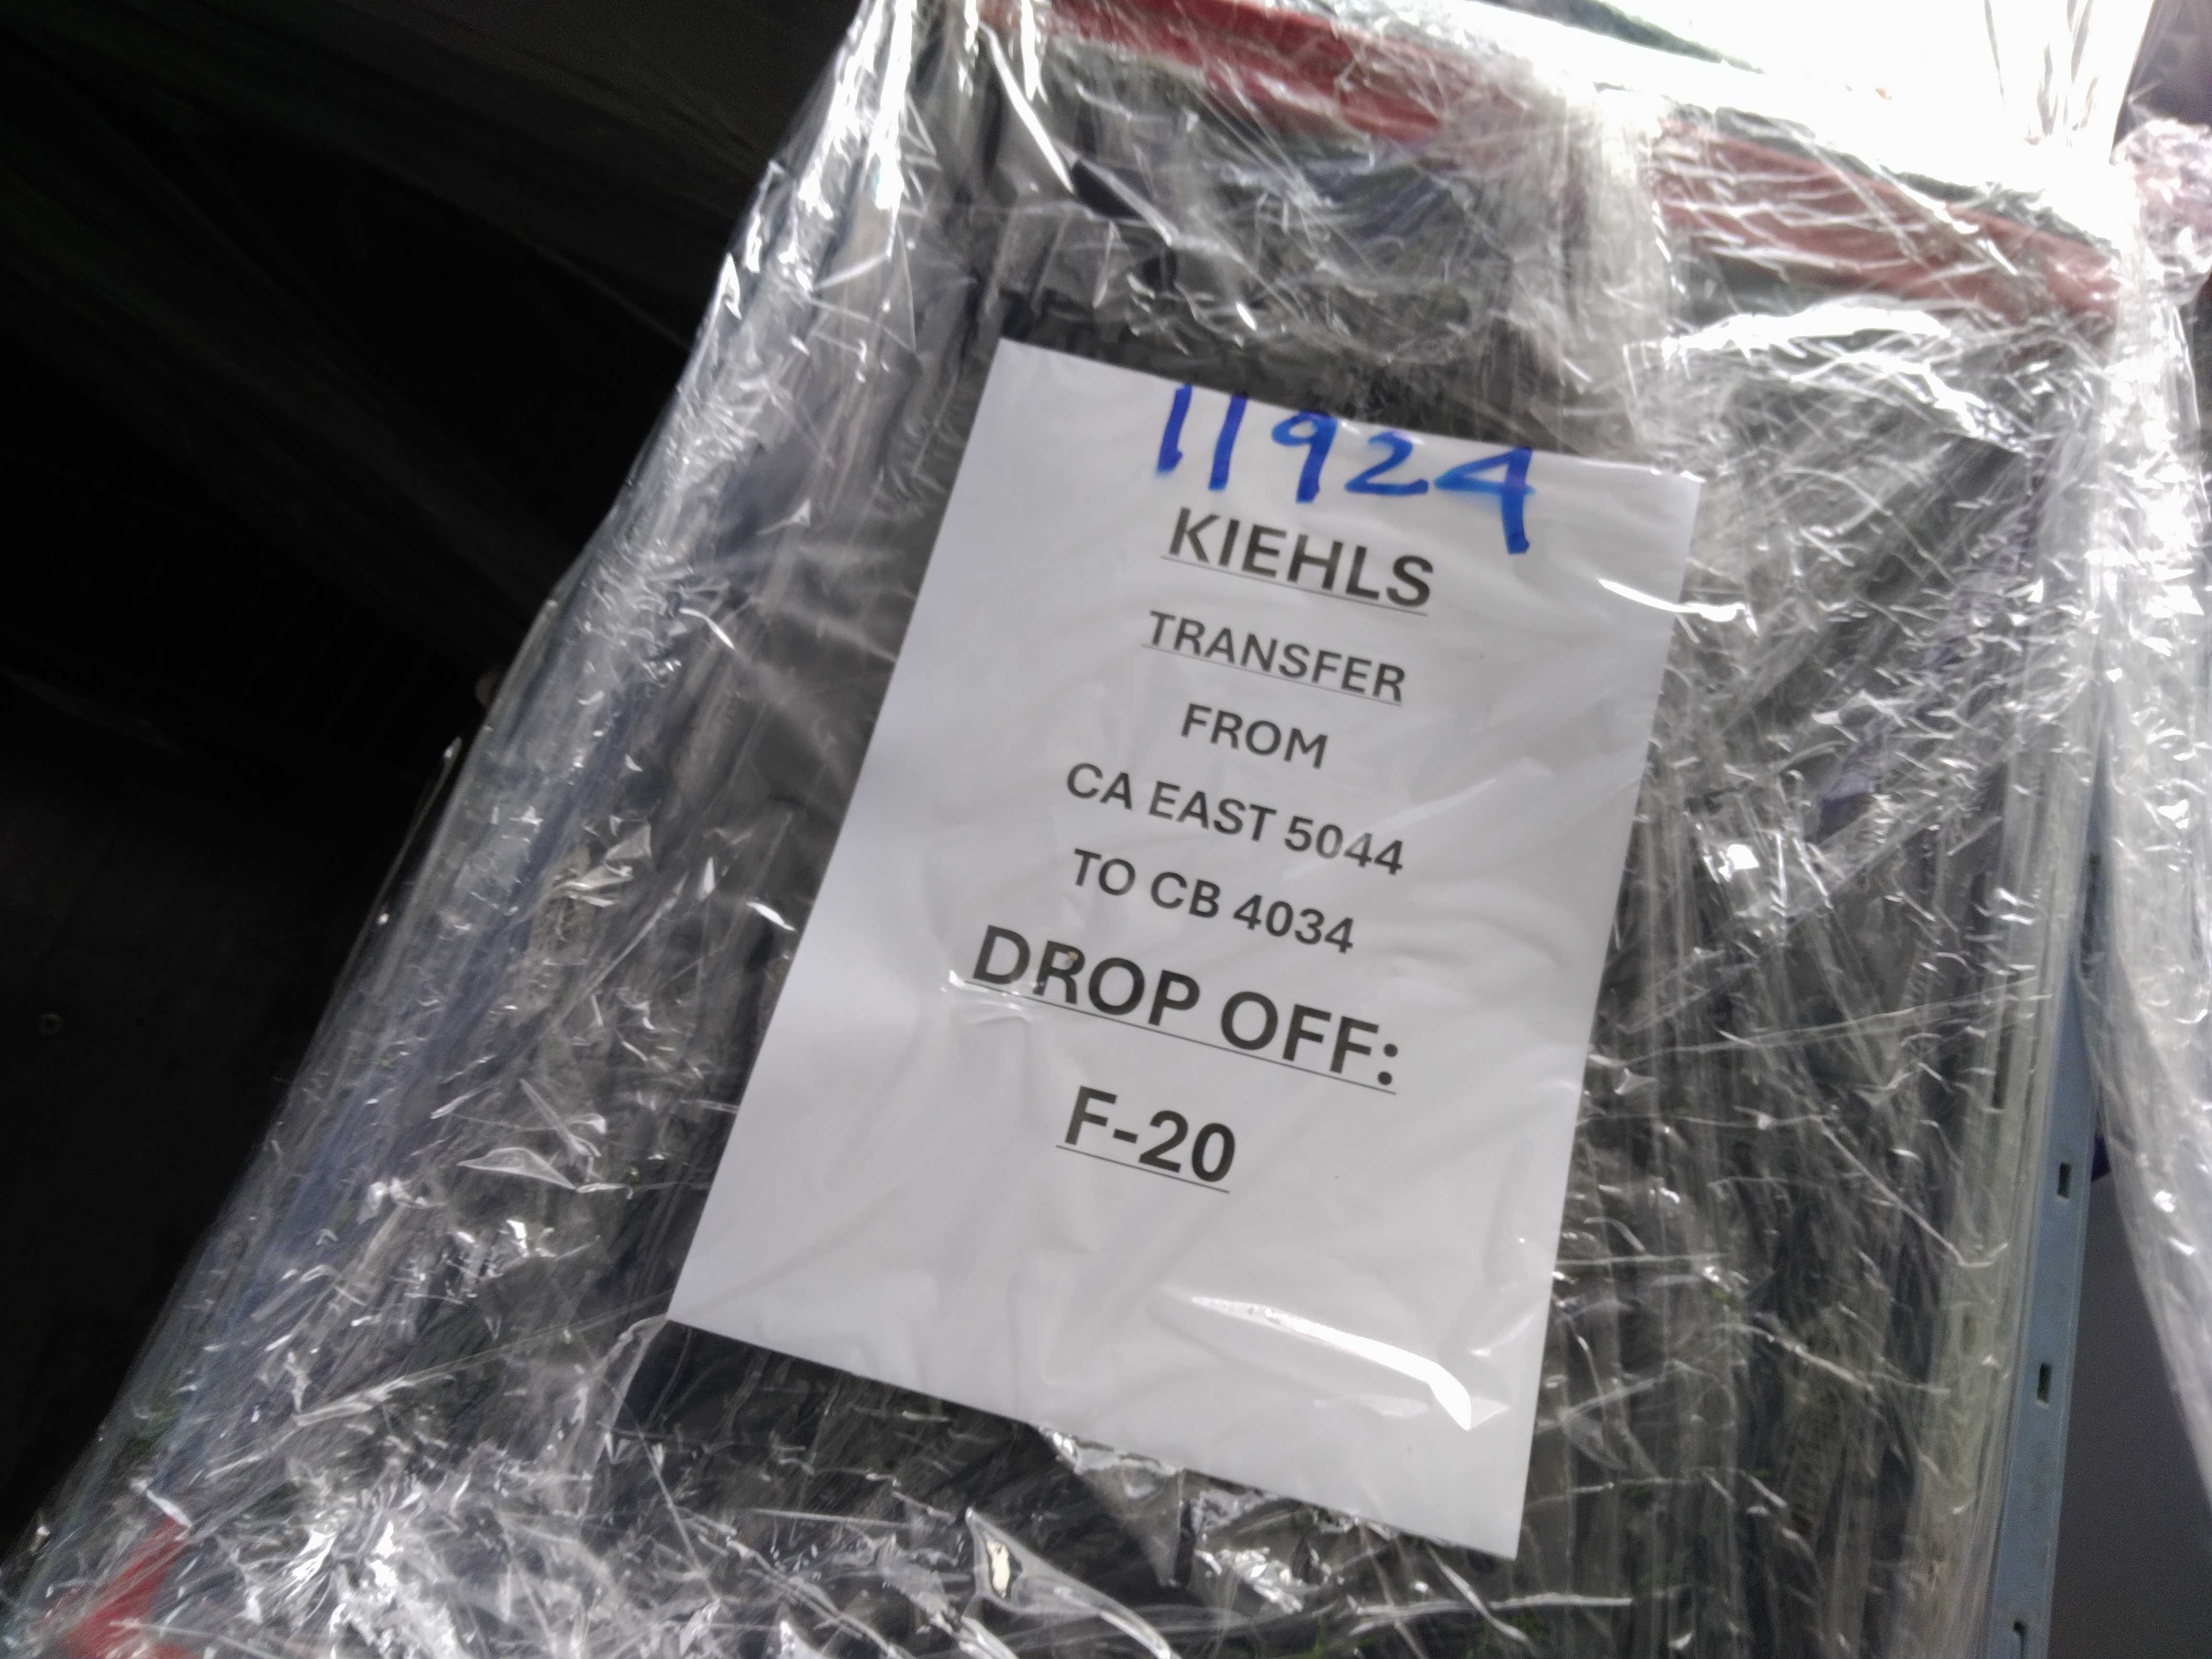 11924
KIEHLS
TRANSFER
FROM
CA EAST 5044
TO CB 4034
DROP OFF:
F-20